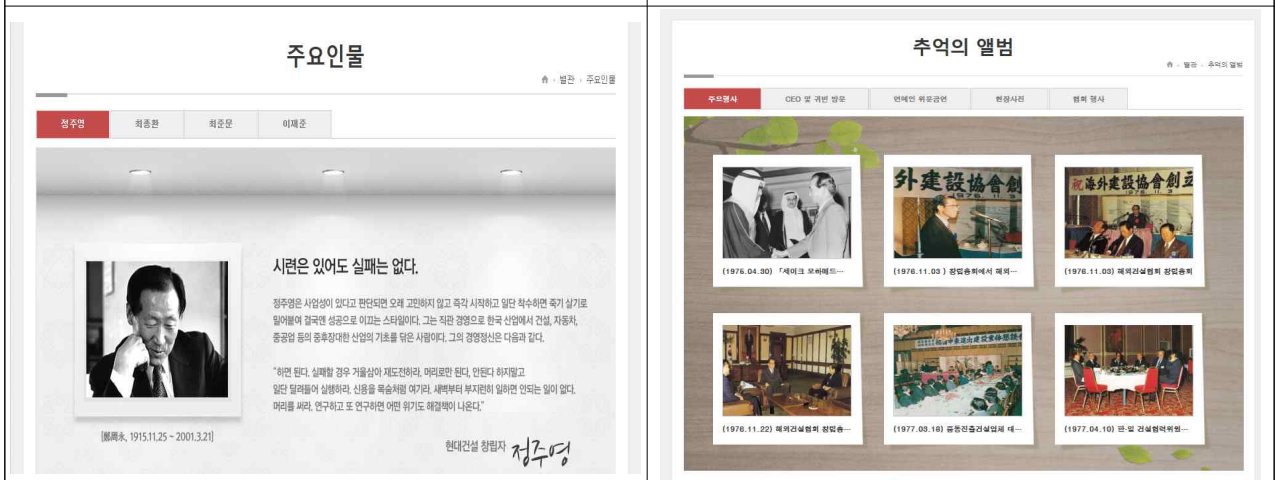 주요인물
별관 › 주요인물
정주영
최종환
최준문
이재준
시련은 있어도 실패는 없다.
정주영은 사업성이 있다고 판단되면 오래 고민하지 않고 즉각 시작하고 일단 착수하면 죽기 살기로
밀어붙여 결국엔 성공으로 이끄는 스타일이다. 그는 직관 경영으로 한국 산업에서 건설, 자동차,
중공업 등의 중후장대한 산업의 기초를 닦은 사람이다. 그의 경영정신은 다음과 같다.
"하면 된다. 실패할 경우 거울삼아 재도전하라, 머리로만 된다, 안된다 하지말고
일단 달려들어 실행하라, 신용을 목숨처럼 여기라, 새벽부터 부지런히 일하면 안되는 일이 없다.
머리를 써라, 연구하고 또 연구하면 어떤 위기도 해결책이 나온다."
[鄭周永, 1915.11.25 ~ 2001.3.21]
현대건설 창립자 정주영
추억의 앨범
별관 › 추억의 앨범
주요행사
CEO 및 귀빈 방문
연예인 위문공연
현장사진
협회 행사
外建設協會創
1976. 11. 3
祝 海外建設協會創立
(1976.04.30) 「셰이크 모하메드…
(1976.11.03 ) 창립총회에서 해외…
(1976.11.03) 해외건설협회 창립총회
(1976.11.22) 해외건설협회 창립총…
(1977.03.18) 중동진출건설업체 대…
(1977.04.10) 한·일 건설협력위원…